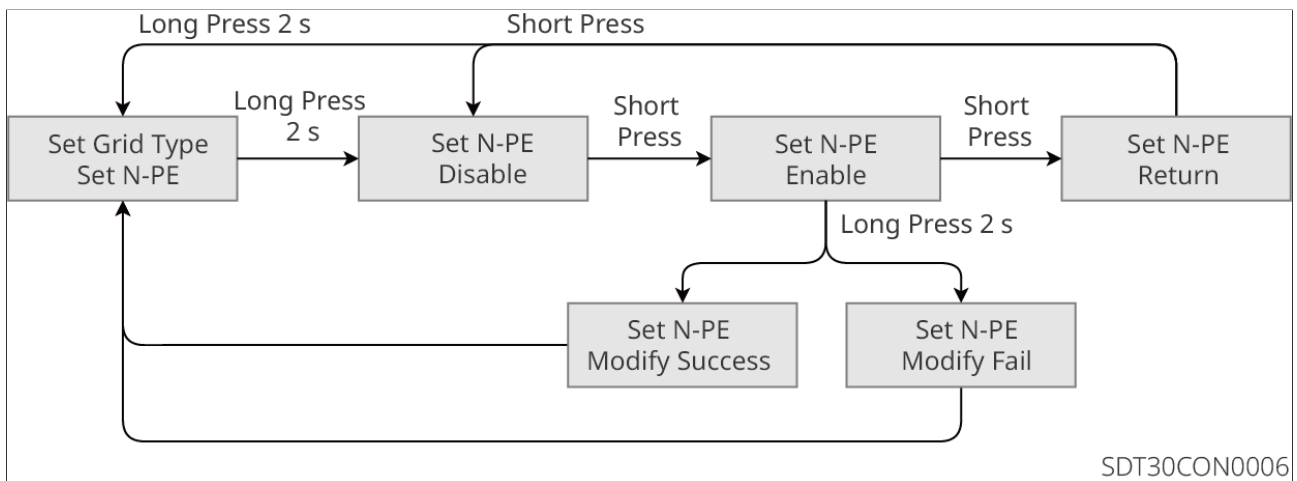 Long Press 2 s
Short Press
Long Press
2 s
Short
Press
Short
Press
Set Grid Type
Set N-PE
Set N-PE
Disable
Set N-PE
Enable
Set N-PE
Return
Long Press 2 s
Set N-PE
Modify Success
Set N-PE
Modify Fail
SDT30CON0006